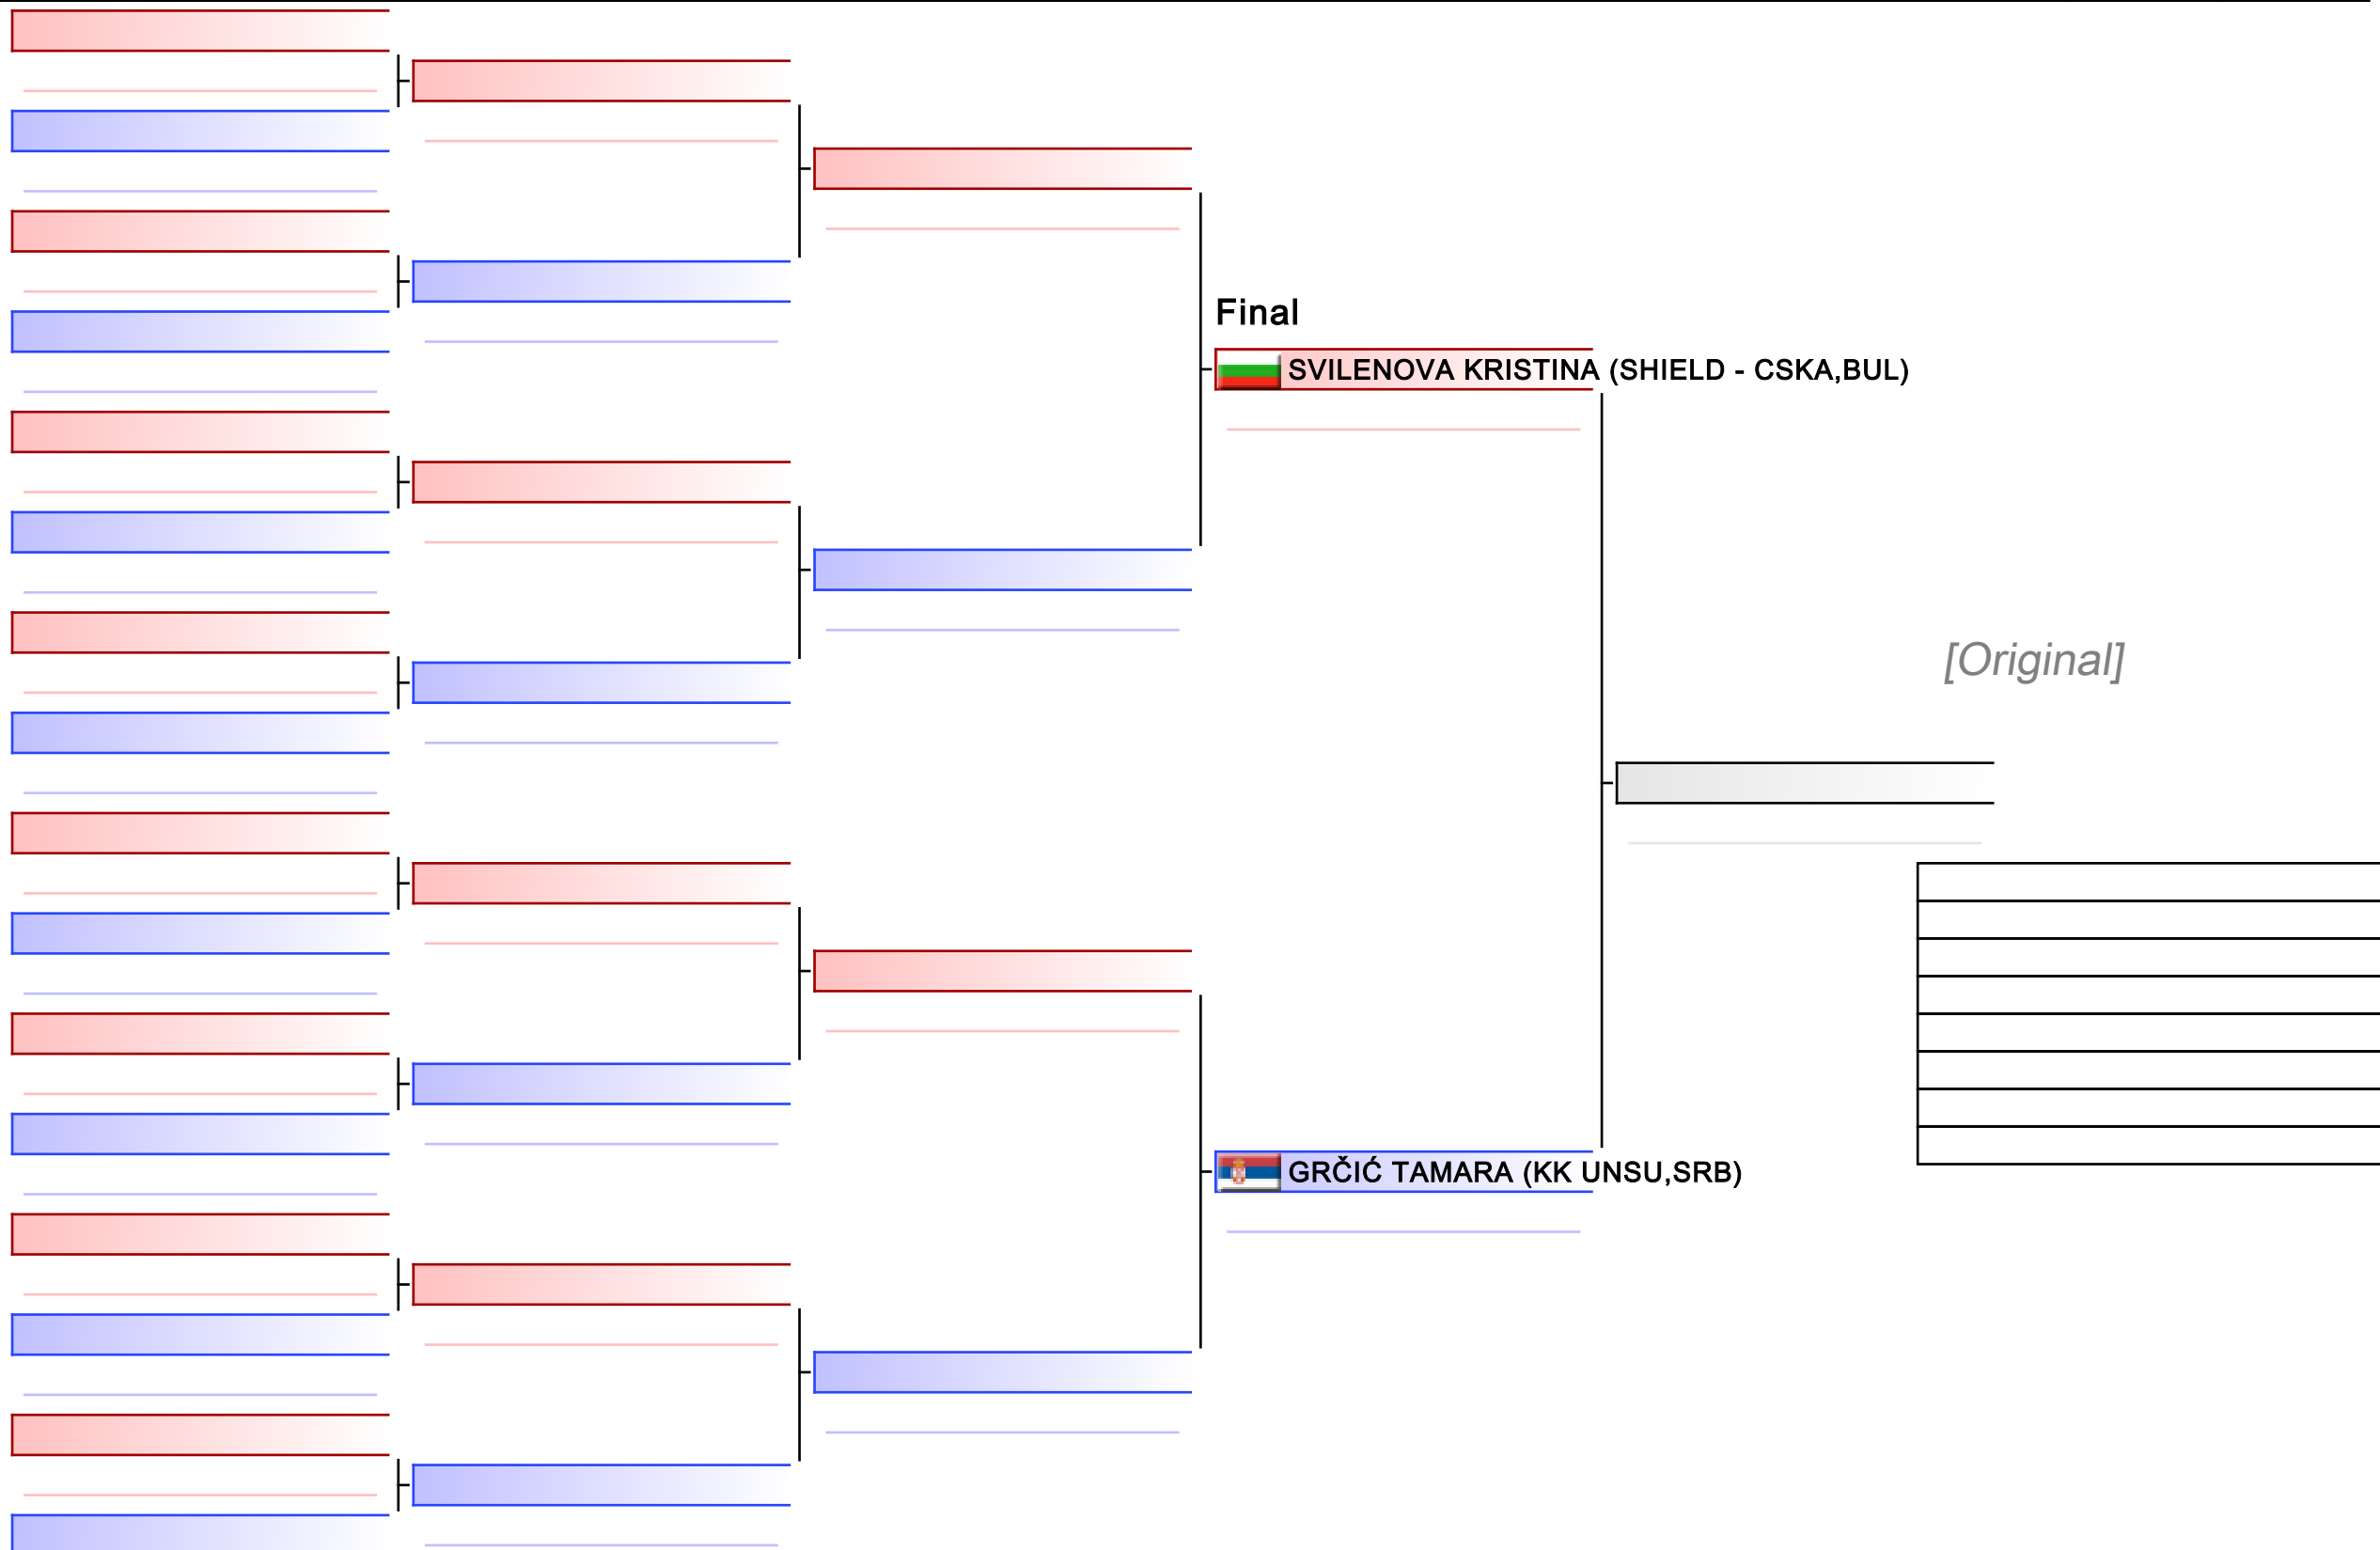 Final
SVILENOVA KRISTINA (SHIELD - CSKA,BUL)
[Original]
GRČIĆ TAMARA (KK UNSU,SRB)